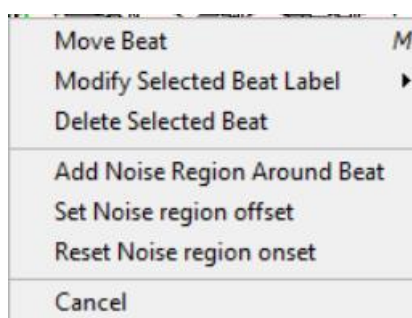 Move Beat M
Modify Selected Beat Label
Delete Selected Beat
Add Noise Region Around Beat
Set Noise region offset
Reset Noise region onset
Cancel